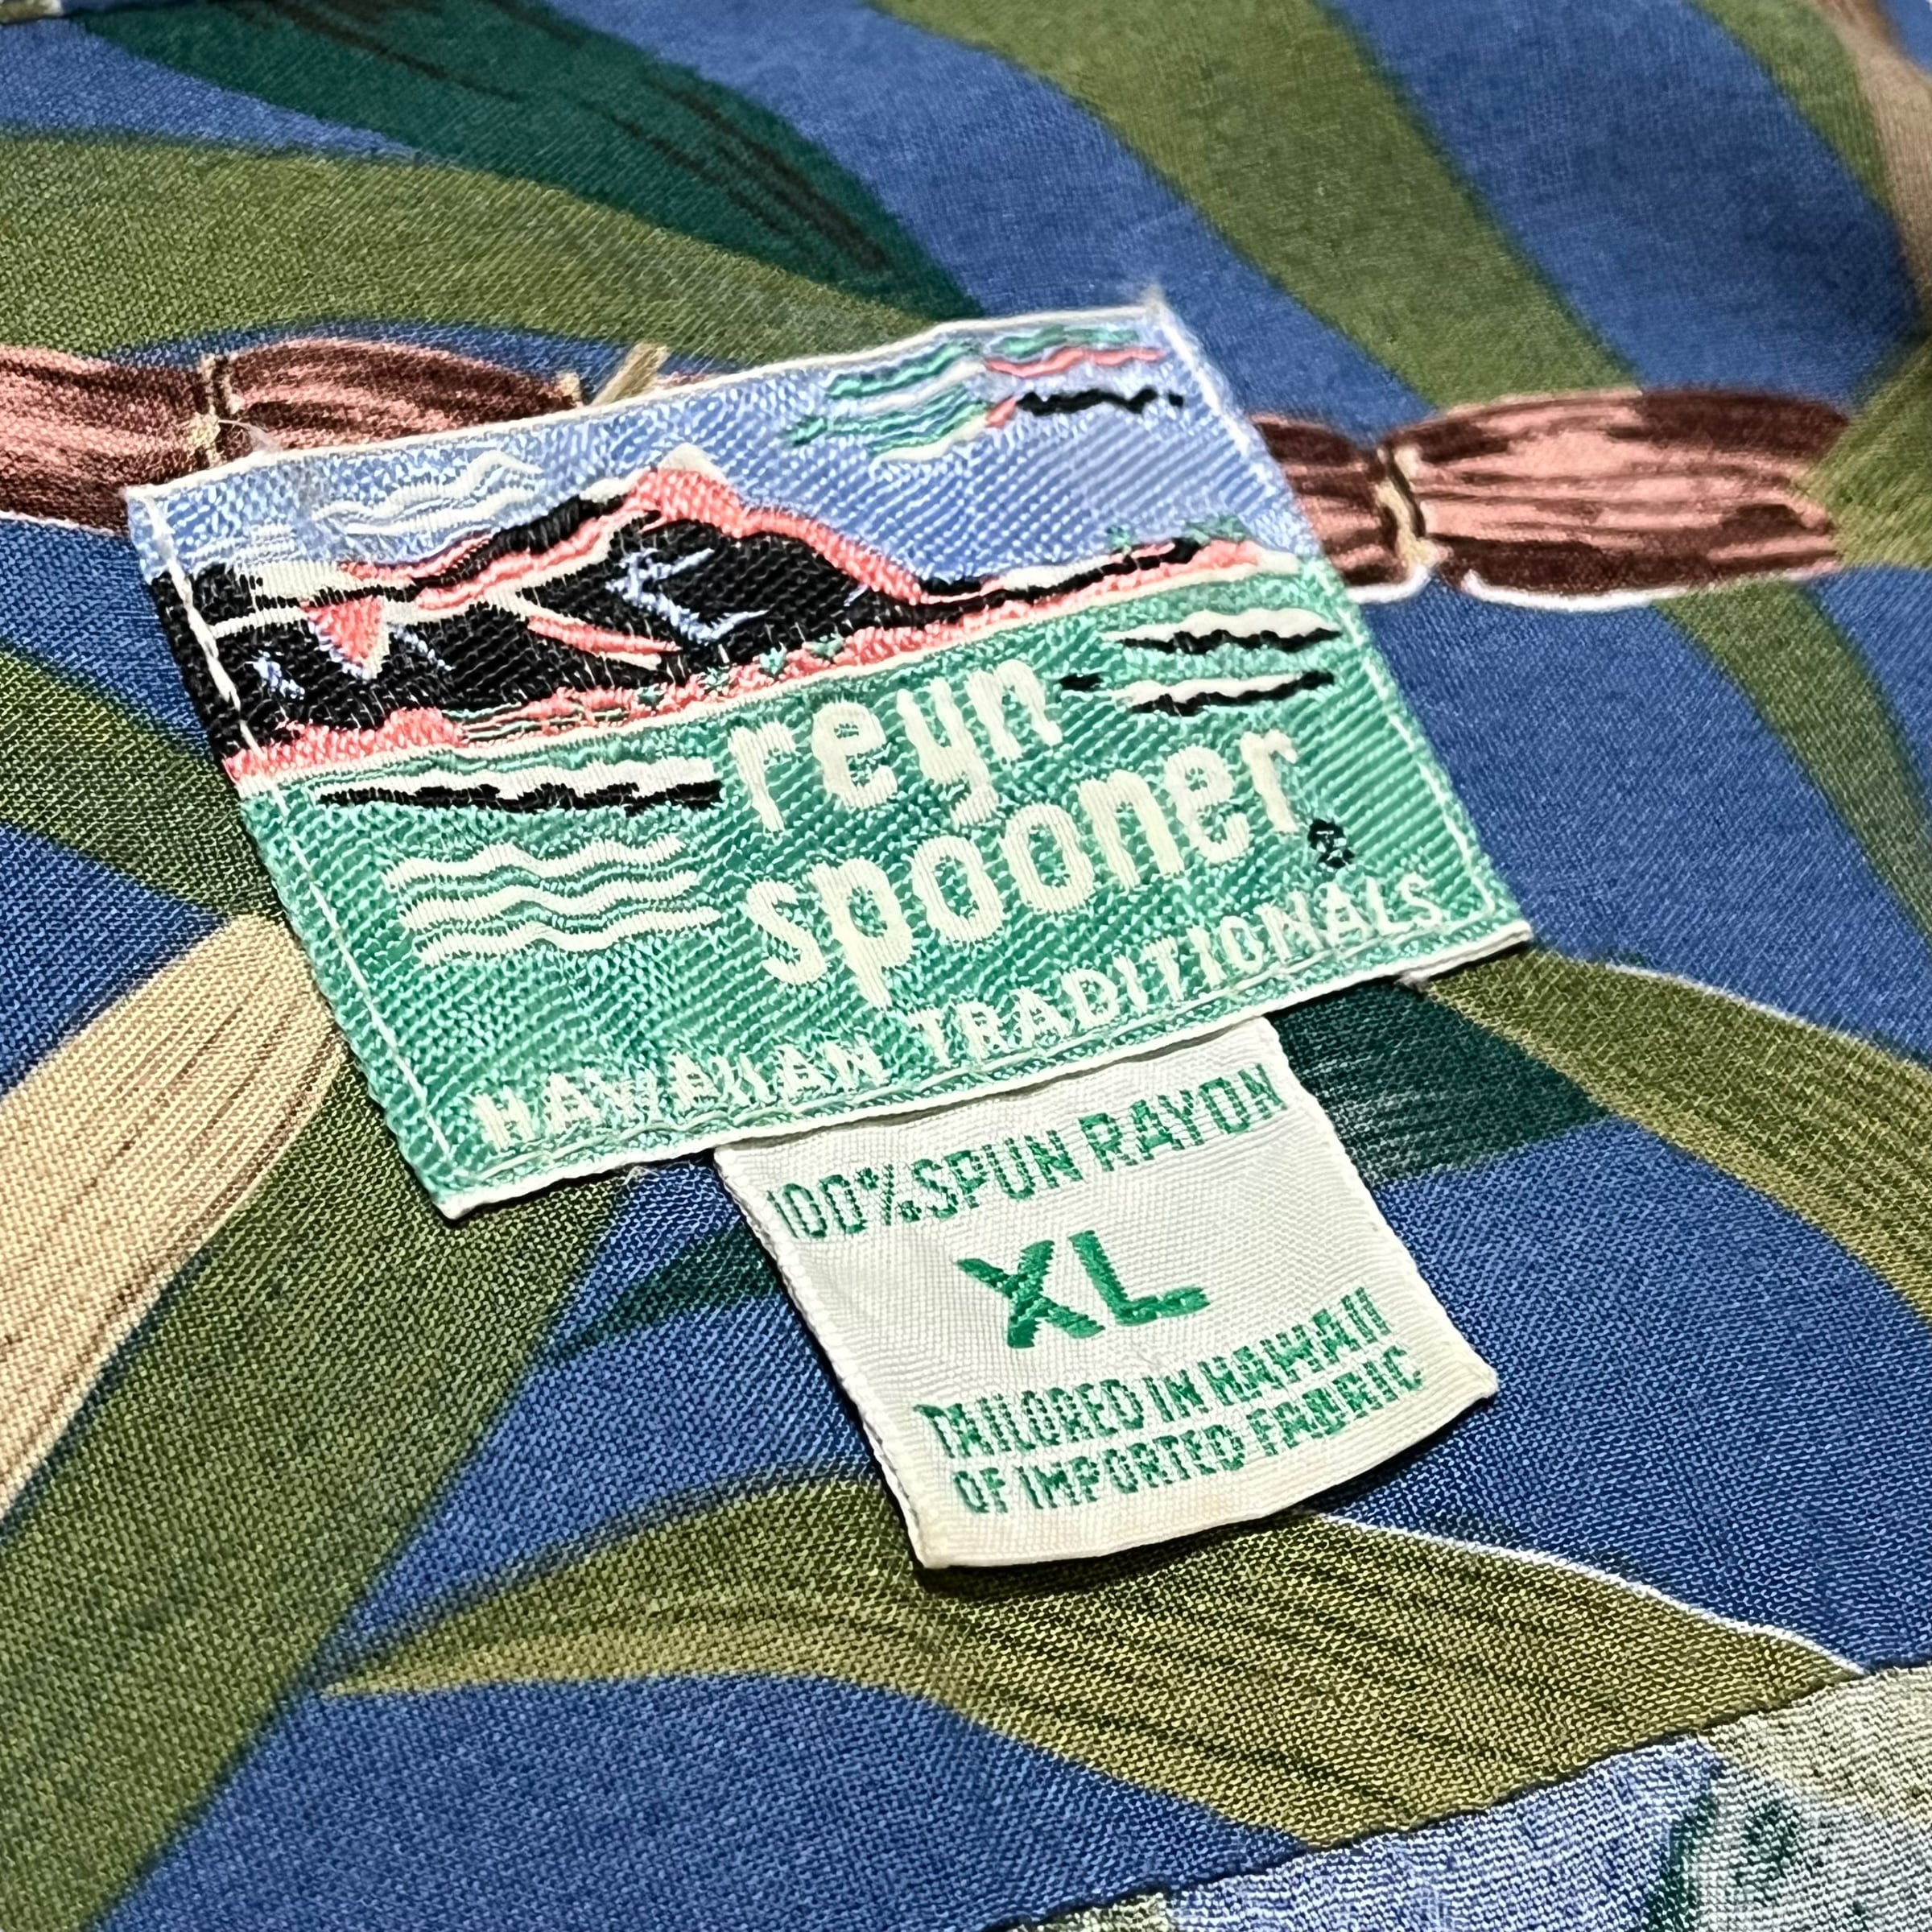 reyn
spooner®
HAWAIIAN TRADITIONALS
100% SPUN RAYON
XL
TAILORED IN HAWAII
OF IMPORTED FABRIC